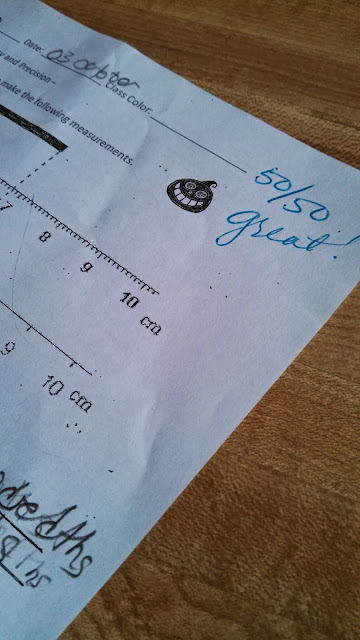 Date: 03 October Class Color:
cy and Precision -
o make the following measurements.
50/50
great!
7 8 9 10 cm
9 10 cm